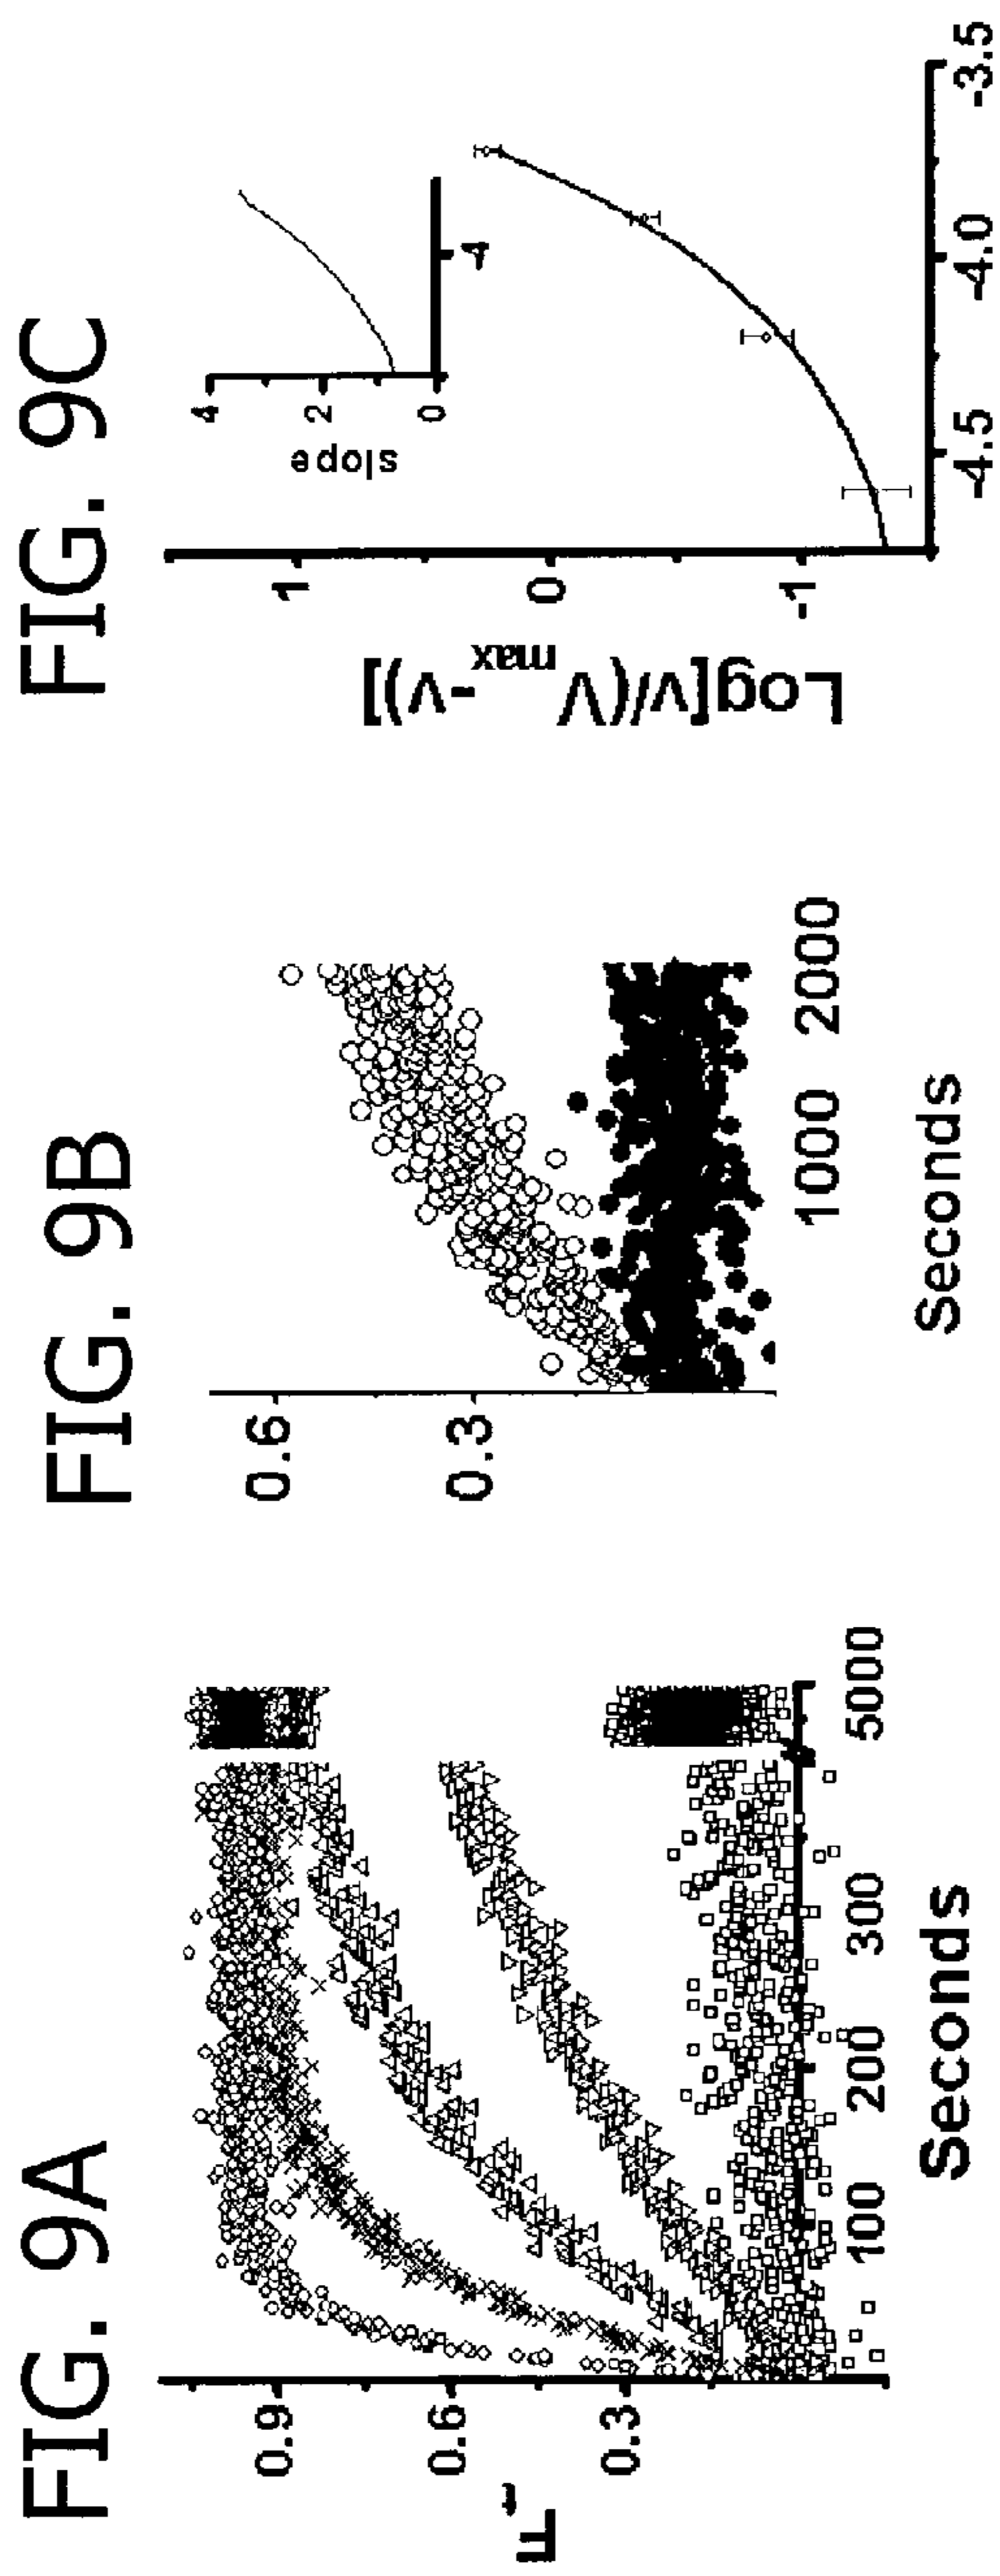 FIG. 9A
F
f
0.9
0.6
0.3
100
200
300
5000
Seconds
FIG. 9B
0.6
0.3
1000
2000
Seconds
FIG. 9C
Log[v/(V
max
-v)]
1
0
-1
-4.5
-4.0
-3.5
slope
4
2
0
-4